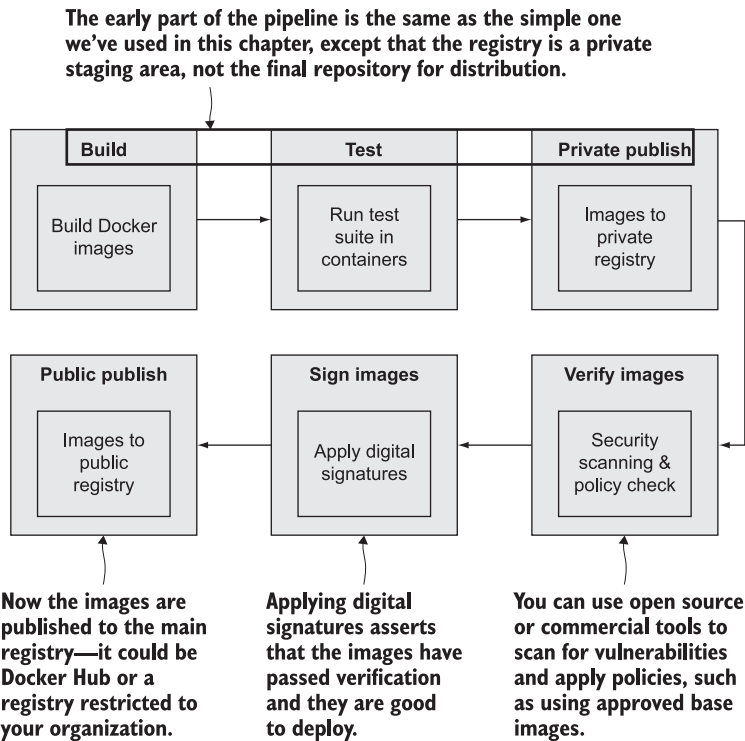 The early part of the pipeline is the same as the simple one
we’ve used in this chapter, except that the registry is a private
staging area, not the final repository for distribution.
Build
Build Docker
images
Test
Run test
suite in
containers
Private publish
Images to
private
registry
Verify images
Security
scanning &
policy check
Sign images
Apply digital
signatures
Public publish
Images to
public
registry
Now the images are
published to the main
registry—it could be
Docker Hub or a
registry restricted to
your organization.
Applying digital
signatures asserts
that the images have
passed verification
and they are good
to deploy.
You can use open source
or commercial tools to
scan for vulnerabilities
and apply policies, such
as using approved base
images.